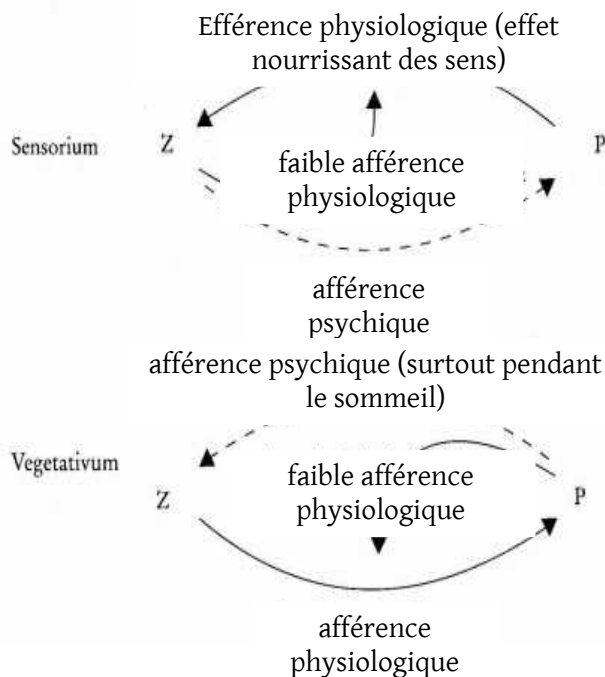 Efférence physiologique (effet
nourrissant des sens)
Sensorium
Z
P
faible afférence
physiologique
afférence
psychique
afférence psychique (surtout pendant
le sommeil)
Vegetativum
Z
P
faible afférence
physiologique
afférence
physiologique